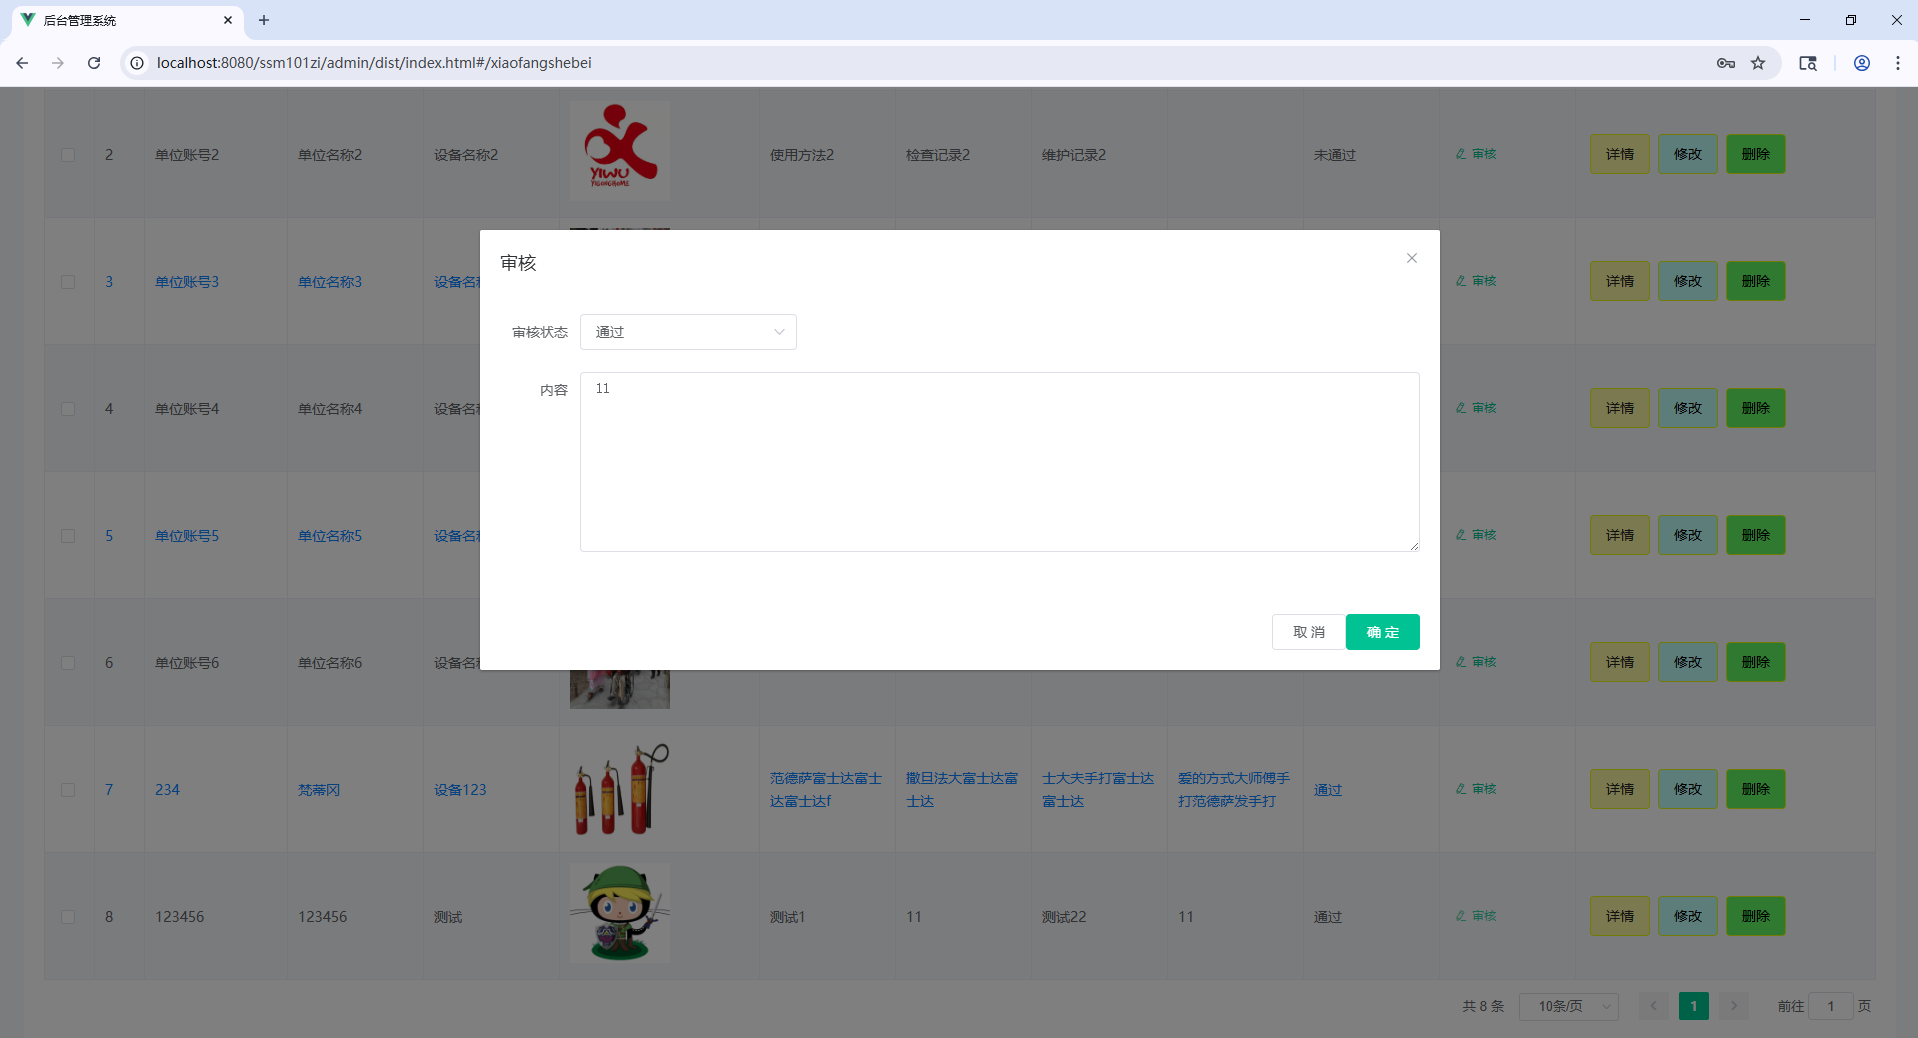 后台管理系统
localhost:8080/ssm101zi/admin/dist/index.html#/xiaofangshebei
2 单位账号2 单位名称2 设备名称2 YIWU YIGONGHOME 使用方法2 检查记录2 维护记录2 未通过 审核 详情 修改 删除
3 单位账号3 单位名称3 设备名 审核 详情 修改 删除
审核
审核状态 通过
内容 11
4 单位账号4 单位名称4 设备名 审核 详情 修改 删除
5 单位账号5 单位名称5 设备名 审核 详情 修改 删除
取消 确定
6 单位账号6 单位名称6 设备名 审核 详情 修改 删除
7 234 梵蒂冈 设备123 范德萨富士达富士 撒旦法大富士达富 士大夫手打富士达 爱的方式大师傅手 通过 审核 详情 修改 删除
达富士达f 士达 富士达 打范德萨发手打
8 123456 123456 测试 测试1 11 测试22 11 通过 审核 详情 修改 删除
共 8 条 10条/页 1 前往 1 页